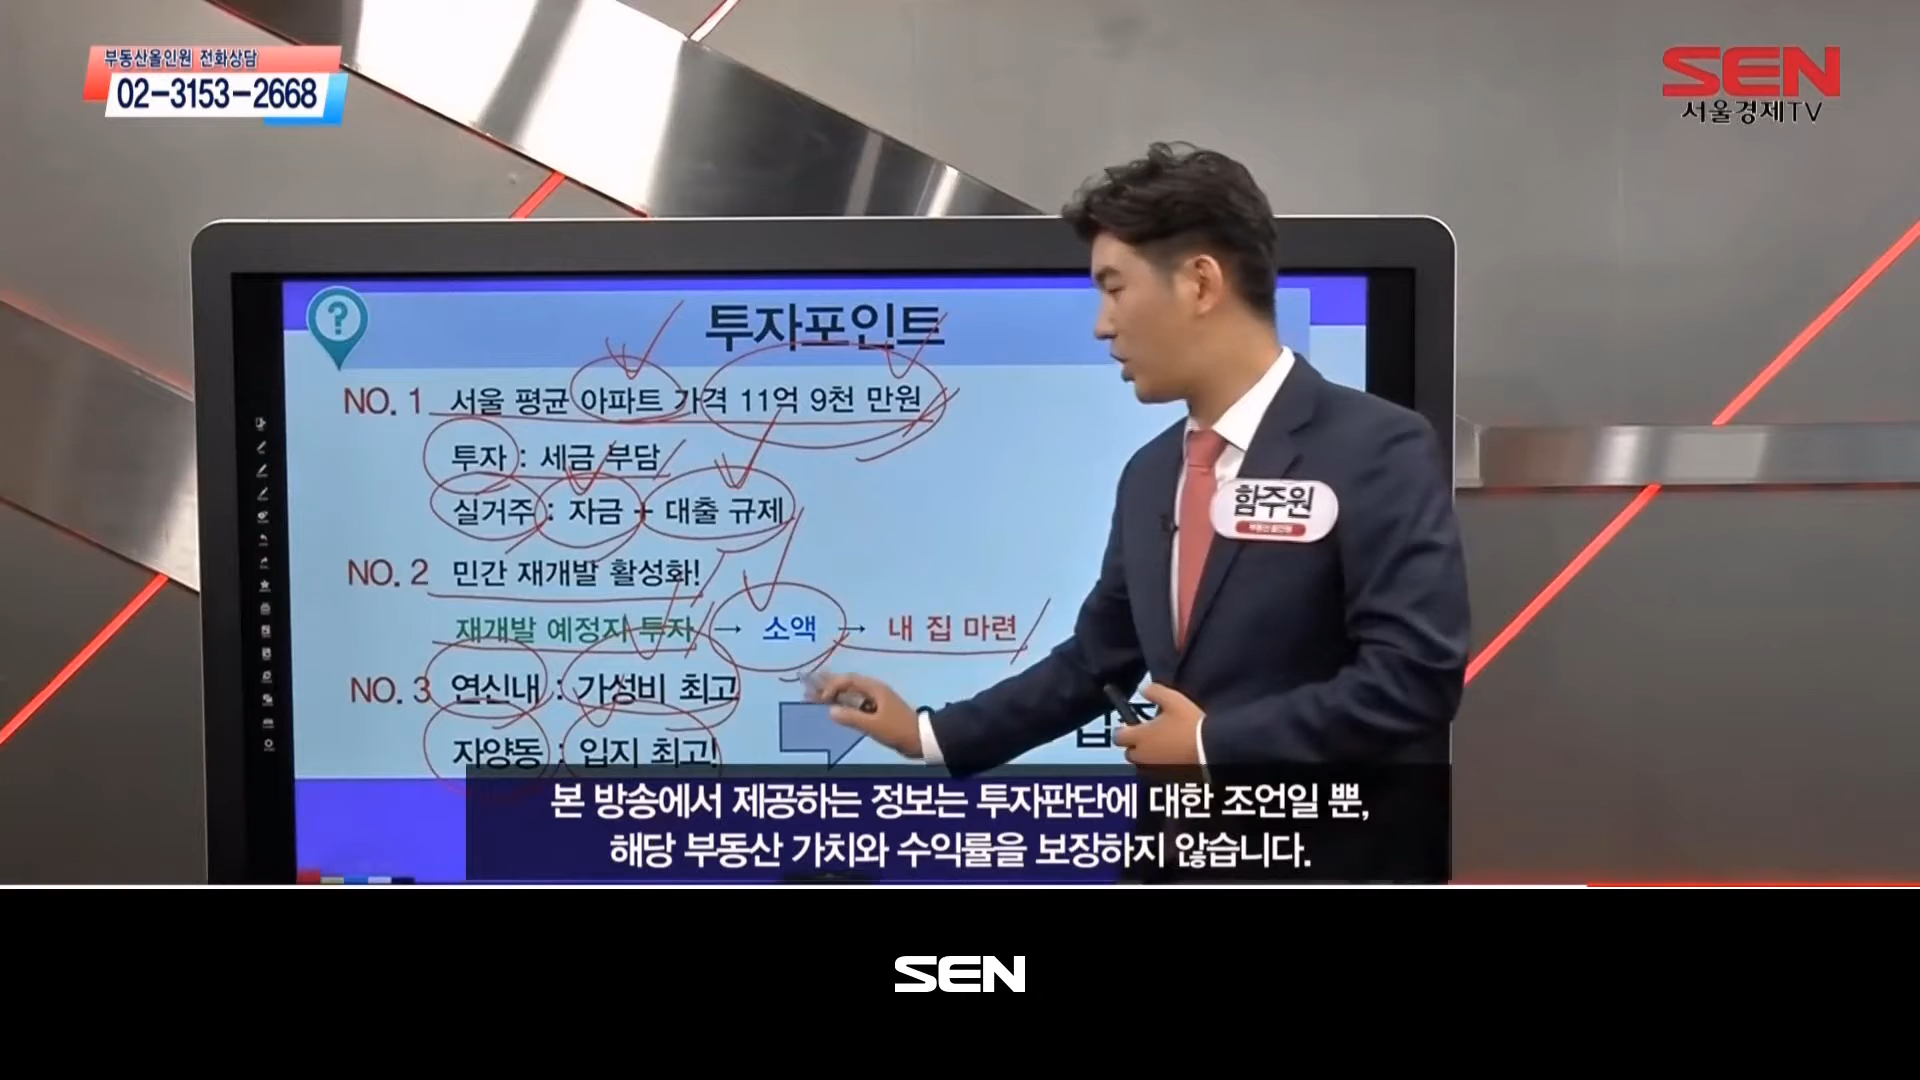 부동산올인원 전화상담
02-3153-2668
SEN
서울경제TV
투자포인트
NO. 1 서울 평균 아파트 가격 11억 9천 만원
투자 : 세금 부담
실거주 : 자금 + 대출 규제
NO. 2 민간 재개발 활성화!
재개발 예정지 투자 → 소액 → 내 집 마련
NO. 3 연신내 : 가성비 최고
자양동 : 입지 최고!
함주원
부동산 올인원
본 방송에서 제공하는 정보는 투자판단에 대한 조언일 뿐,
해당 부동산 가치와 수익률을 보장하지 않습니다.
SEN